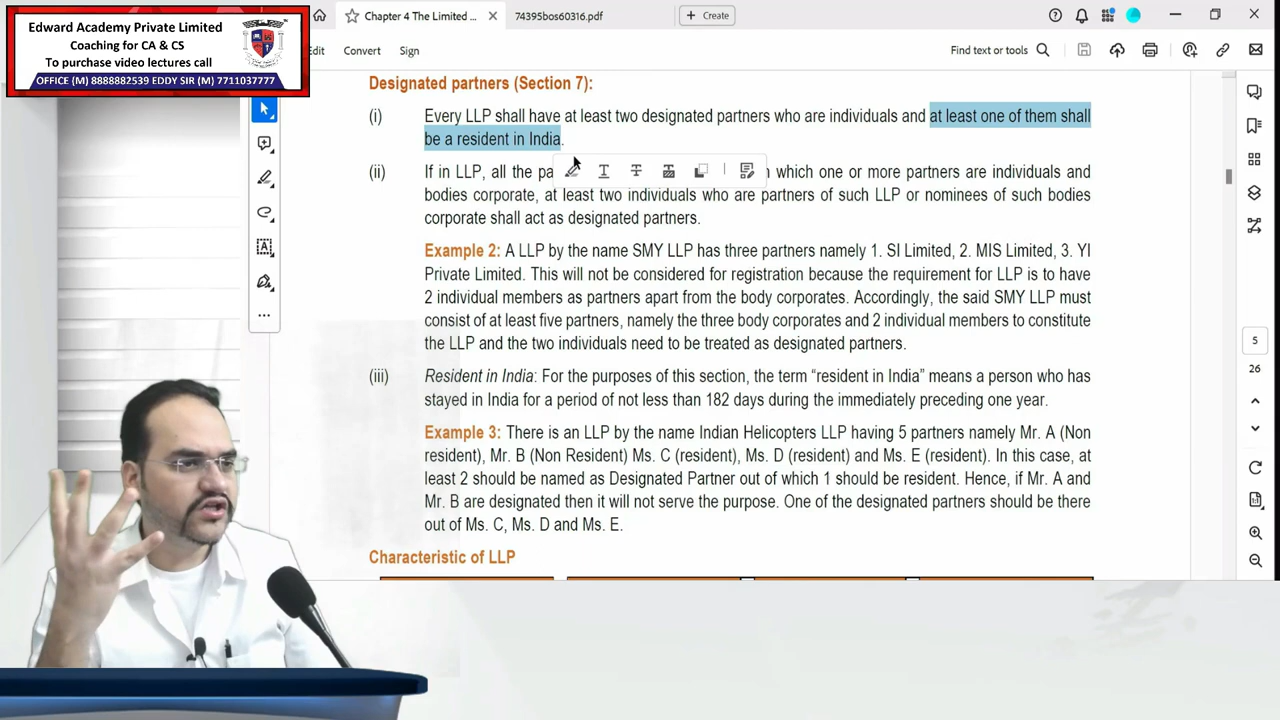 Edward Academy Private Limited
Coaching for CA & CS
To purchase video lectures call
OFFICE (M) 8888882539 EDDY SIR (M) 7711037777
Chapter 4 The Limited ...
74395bos60316.pdf
Create
Edit
Convert
Sign
Find text or tools
Designated partners (Section 7):
(i) Every LLP shall have at least two designated partners who are individuals and at least one of them shall
be a resident in India.
(ii) If in LLP, all the pa which one or more partners are individuals and
bodies corporate, at least two individuals who are partners of such LLP or nominees of such bodies
corporate shall act as designated partners.
Example 2: A LLP by the name SMY LLP has three partners namely 1. SI Limited, 2. MIS Limited, 3. YI
Private Limited. This will not be considered for registration because the requirement for LLP is to have
2 individual members as partners apart from the body corporates. Accordingly, the said SMY LLP must
consist of at least five partners, namely the three body corporates and 2 individual members to constitute
the LLP and the two individuals need to be treated as designated partners.
(iii) Resident in India: For the purposes of this section, the term “resident in India” means a person who has
stayed in India for a period of not less than 182 days during the immediately preceding one year.
Example 3: There is an LLP by the name Indian Helicopters LLP having 5 partners namely Mr. A (Non
resident), Mr. B (Non Resident) Ms. C (resident), Ms. D (resident) and Ms. E (resident). In this case, at
least 2 should be named as Designated Partner out of which 1 should be resident. Hence, if Mr. A and
Mr. B are designated then it will not serve the purpose. One of the designated partners should be there
out of Ms. C, Ms. D and Ms. E.
Characteristic of LLP
5
26